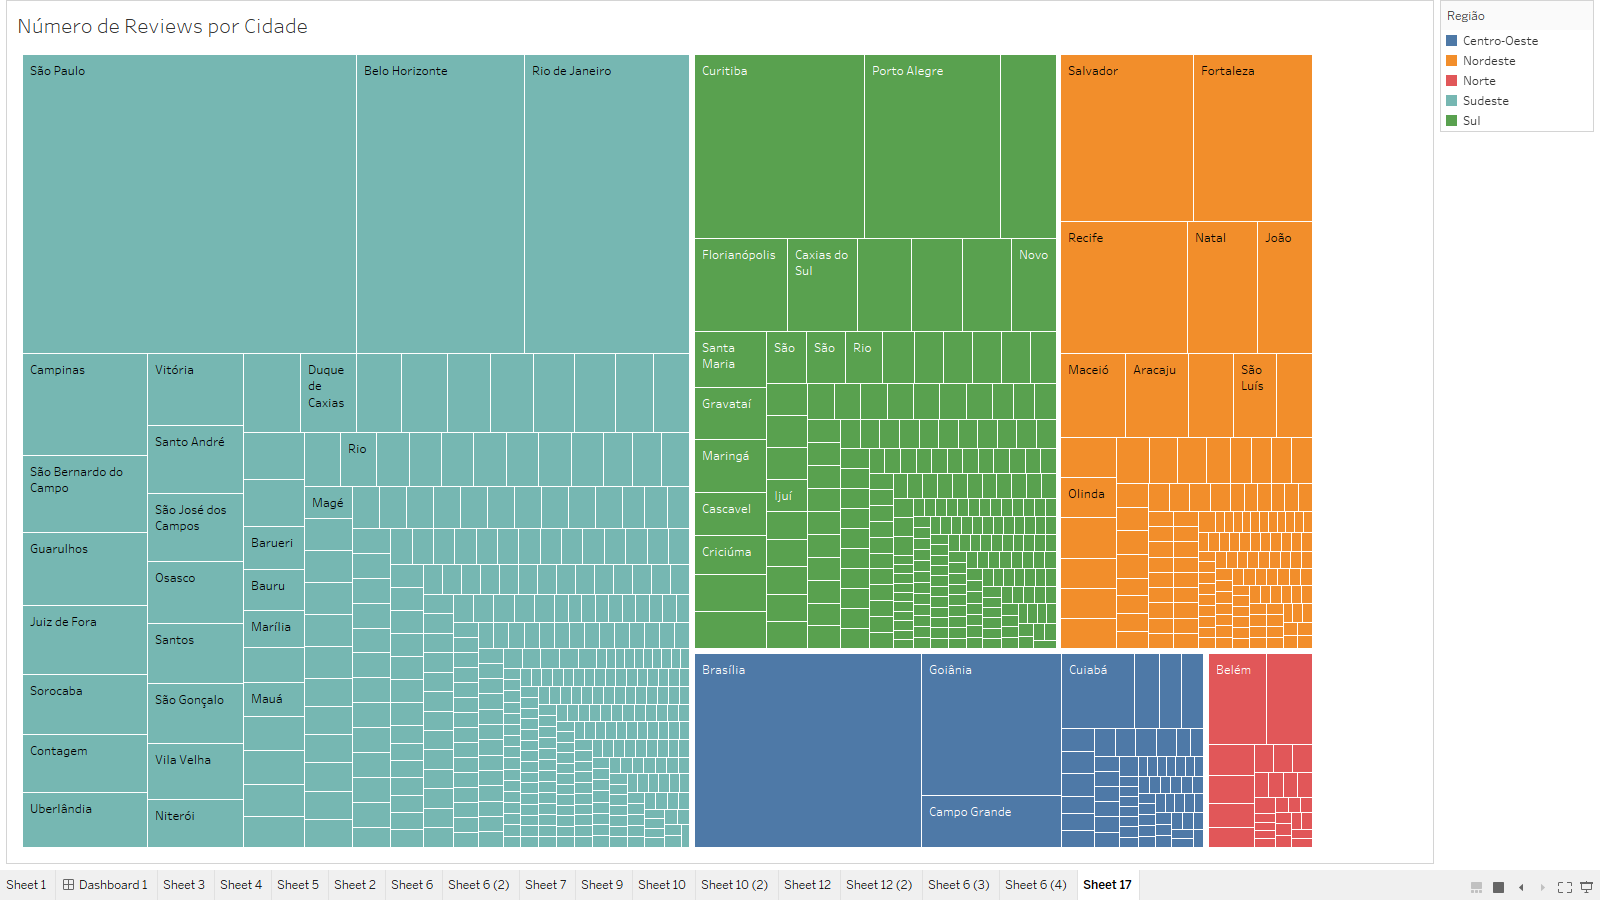 Número de Reviews por Cidade
São Paulo
Belo Horizonte
Rio de Janeiro
Campinas
Vitória
Duque
de
Caxias
Santo André
Rio
São Bernardo do
Campo
São José dos
Campos
Magé
Guarulhos
Barueri
Osasco
Bauru
Juiz de Fora
Marília
Santos
Sorocaba
São Gonçalo
Mauá
Contagem
Vila Velha
Uberlândia
Niterói
Curitiba
Porto Alegre
Florianópolis
Caxias do
Sul
Novo
Santa
Maria
São
São
Rio
Gravataí
Maringá
Ijuí
Cascavel
Criciúma
Salvador
Fortaleza
Recife
Natal
João
Maceió
Aracaju
São
Luís
Olinda
Brasília
Goiânia
Cuiabá
Campo Grande
Belém
Região
Centro-Oeste
Nordeste
Norte
Sudeste
Sul
Sheet 1
Dashboard 1
Sheet 3
Sheet 4
Sheet 5
Sheet 2
Sheet 6
Sheet 6 (2)
Sheet 7
Sheet 9
Sheet 10
Sheet 10 (2)
Sheet 12
Sheet 12 (2)
Sheet 6 (3)
Sheet 6 (4)
Sheet 17